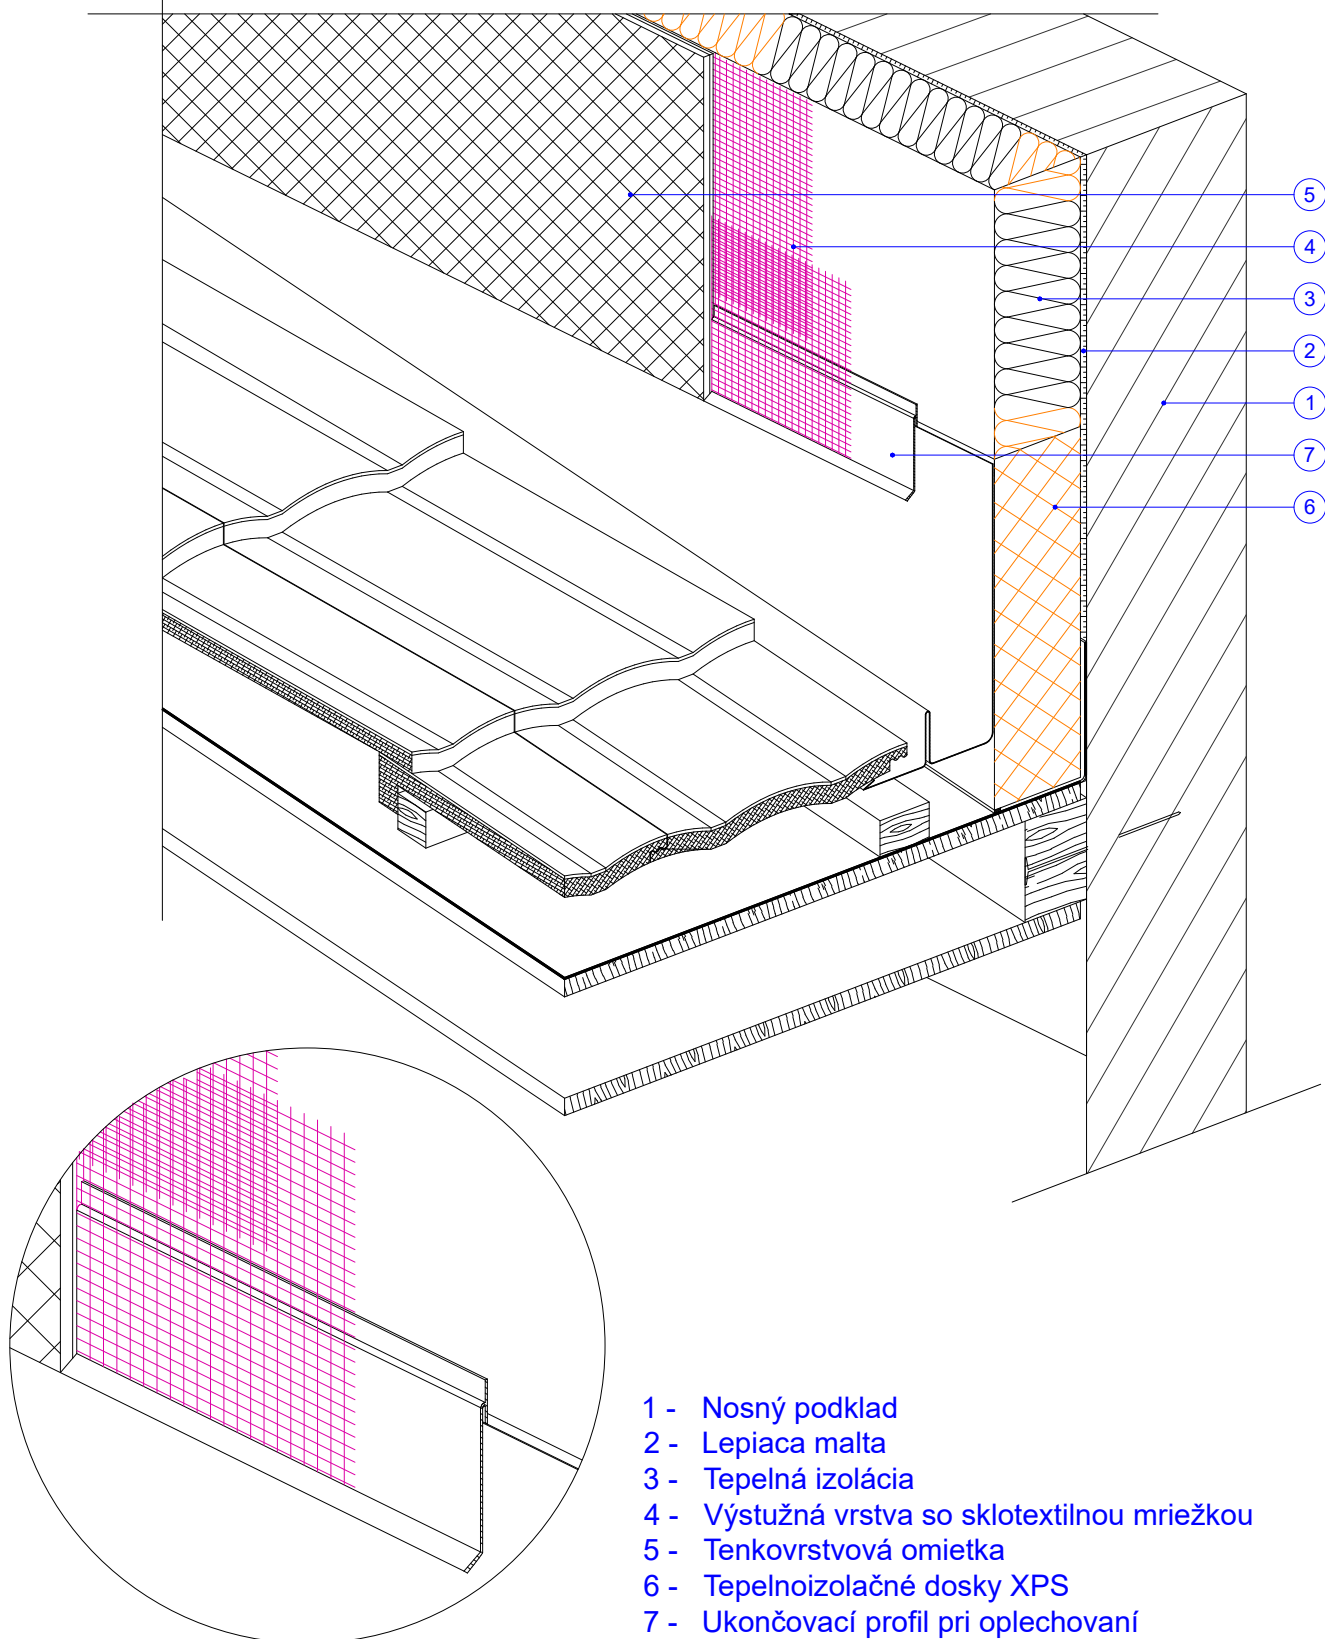 5
4
3
2
1
7
6
1 - Nosný podklad
2 - Lepiaca malta
3 - Tepelná izolácia
4 - Výstužná vrstva so sklotextilnou mriežkou
5 - Tenkovrstvová omietka
6 - Tepelnoizolačné dosky XPS
7 - Ukončovací profil pri oplechovaní